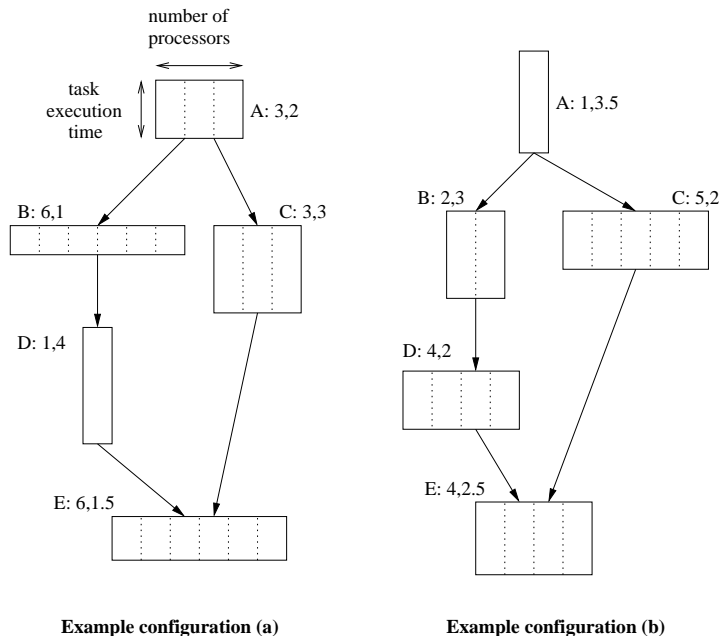 number of
processors
task
execution
time
A: 3,2
B: 6,1
C: 3,3
D: 1,4
E: 6,1.5
Example configuration (a)
A: 1,3.5
B: 2,3
C: 5,2
D: 4,2
E: 4,2.5
Example configuration (b)